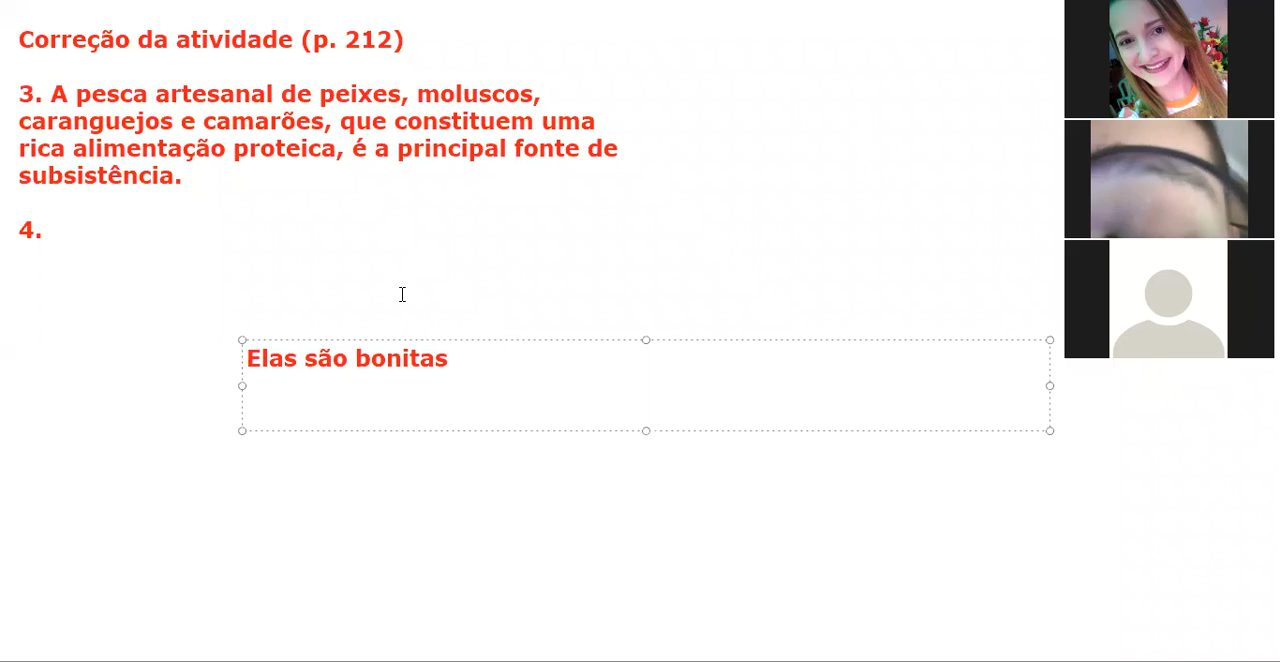 Correção da atividade (p. 212)
3. A pesca artesanal de peixes, moluscos,
caranguejos e camarões, que constituem uma
rica alimentação proteica, é a principal fonte de
subsistência.
4.
Elas são bonitas